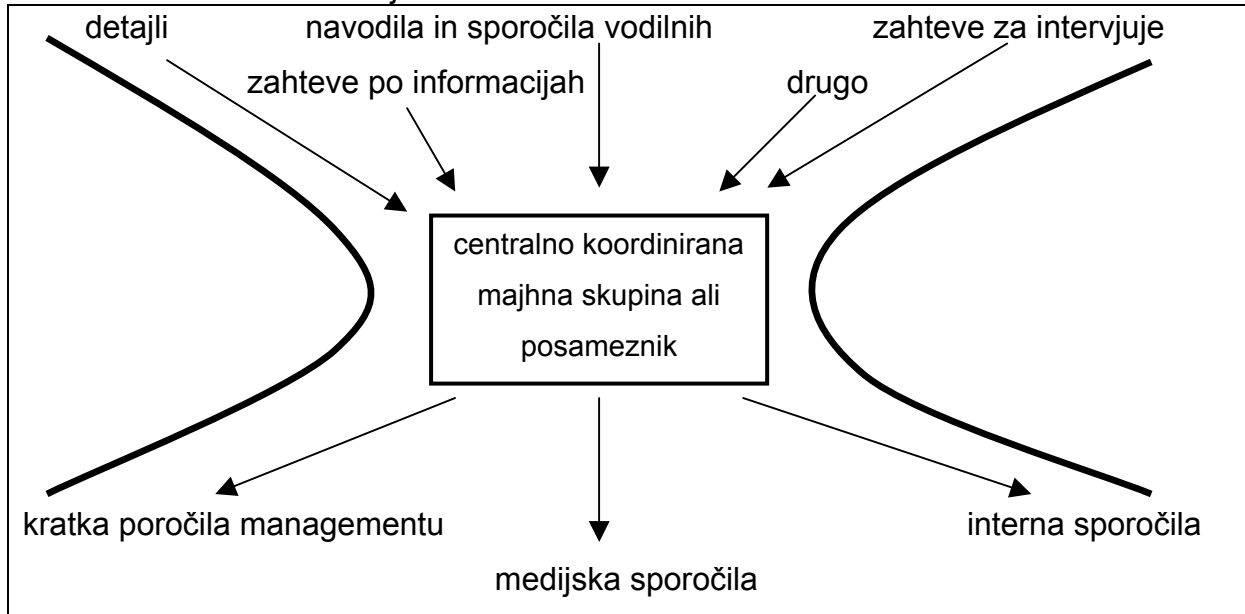 detajli
navodila in sporočila vodilnih
zahteve za intervjuje
zahteve po informacijah
drugo
centralno koordinirana
majhna skupina ali
posameznik
kratka poročila managementu
interna sporočila
medijska sporočila